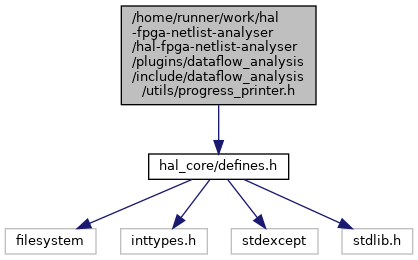 /home/runner/work/hal
-fpga-netlist-analyser
/hal-fpga-netlist-analyser
/plugins/dataflow_analysis
/include/dataflow_analysis
/utils/progress_printer.h
hal_core/defines.h
filesystem
inttypes.h
stdexcept
stdlib.h